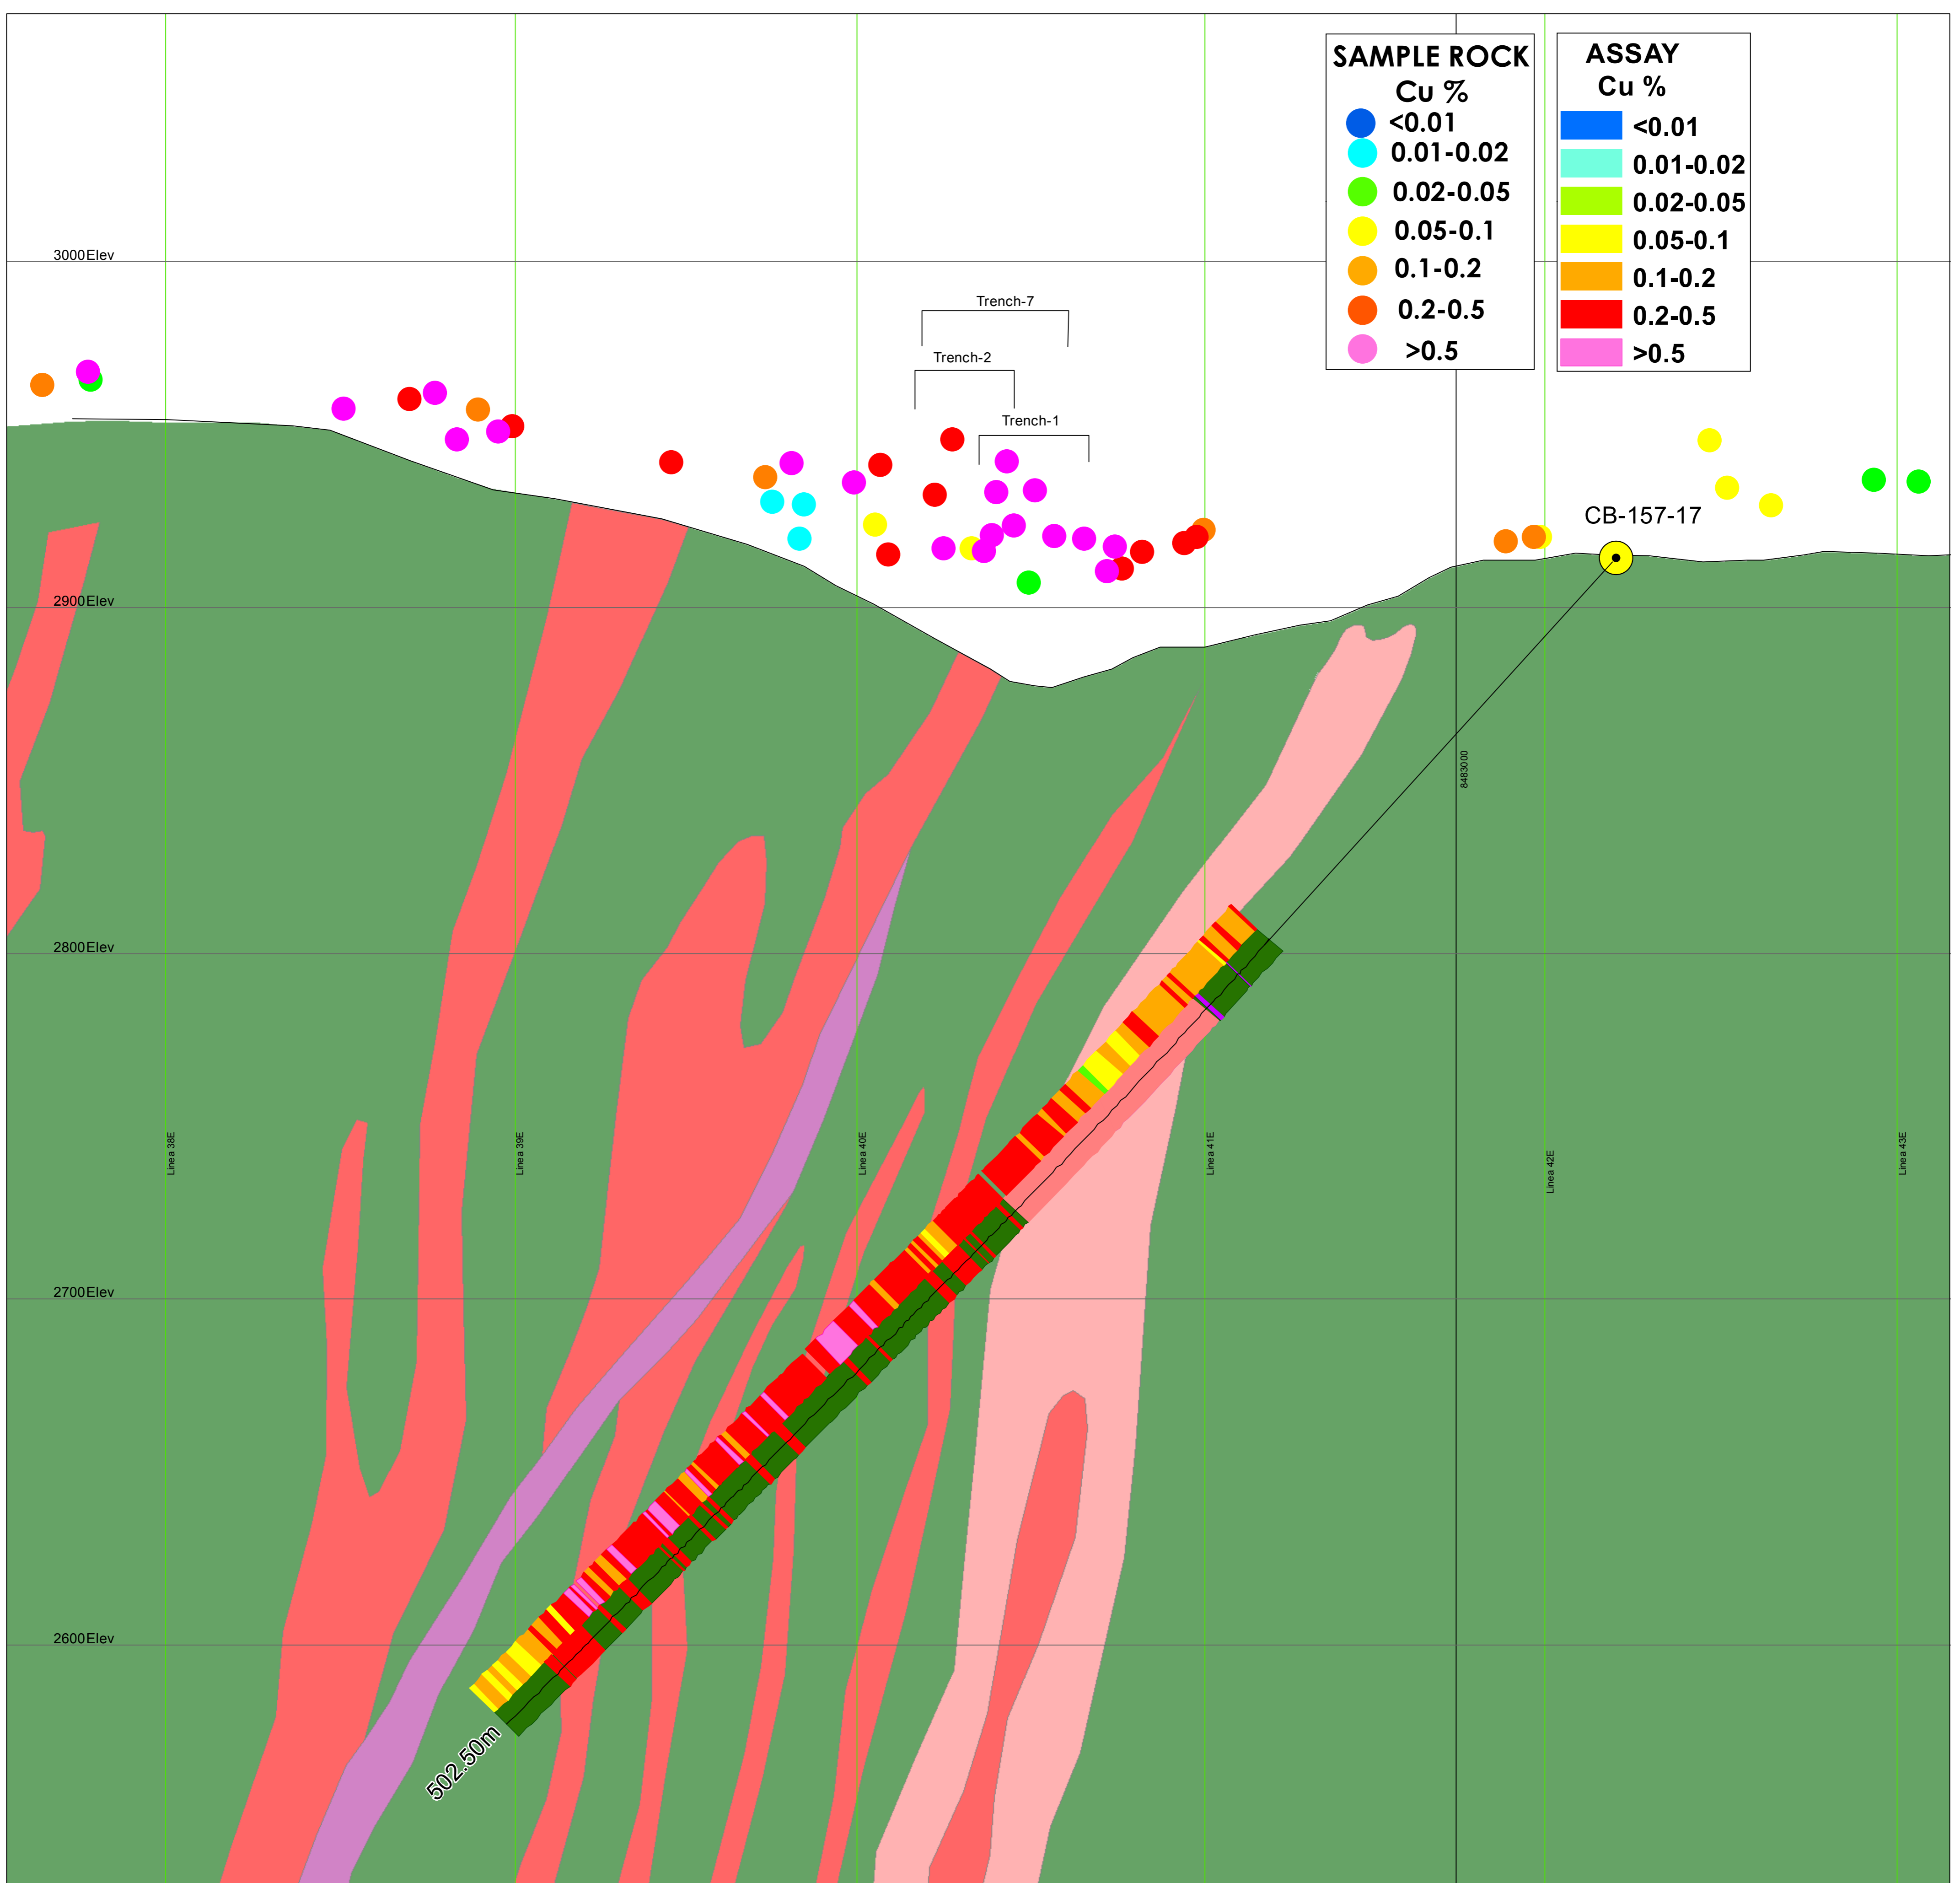 SAMPLE ROCK
Cu %
<0.01
0.01-0.02
0.02-0.05
0.05-0.1
0.1-0.2
0.2-0.5
>0.5
ASSAY
Cu %
<0.01
0.01-0.02
0.02-0.05
0.05-0.1
0.1-0.2
0.2-0.5
>0.5
3000Elev
Trench-7
Trench-2
Trench-1
CB-157-17
2900Elev
8483000
2800Elev
Linea 38E
Linea 39E
Linea 40E
Linea 41E
Linea 42E
Linea 43E
2700Elev
2600Elev
502.50m